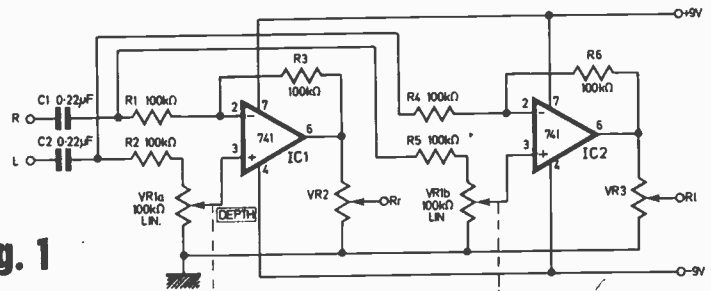 +9V
R3
100kΩ
R6
100kΩ
C1 0·22µF
R1 100kΩ
R4 100kΩ
R
2
7
2
7
C2 0·22µF
R2 100kΩ
741
6
R5 100kΩ
741
6
L
3
4
IC1
3
4
IC2
VR1a
100kΩ
LIN.
DEPTH
VR2
Rr
VR1b
100kΩ
LIN
VR3
Rl
g. 1
-9V